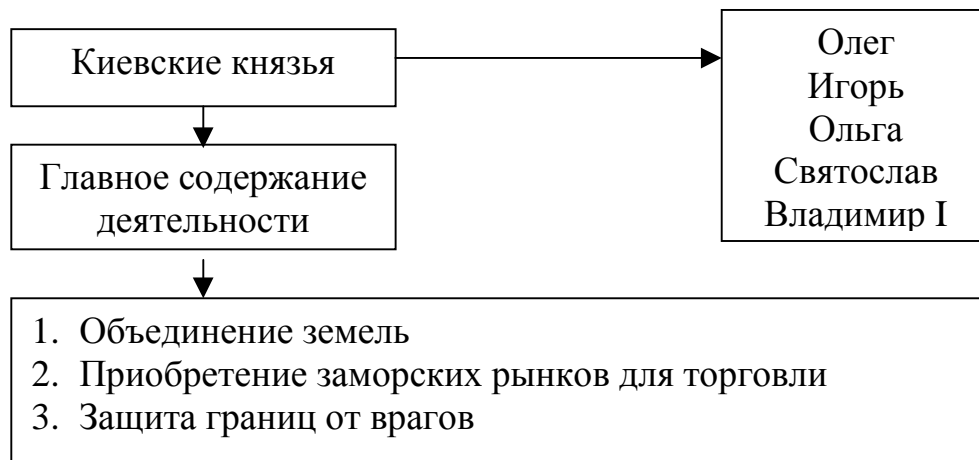 Киевские князья
Олег
Игорь
Ольга
Святослав
Владимир I
Главное содержание
деятельности
1. Объединение земель
2. Приобретение заморских рынков для торговли
3. Защита границ от врагов